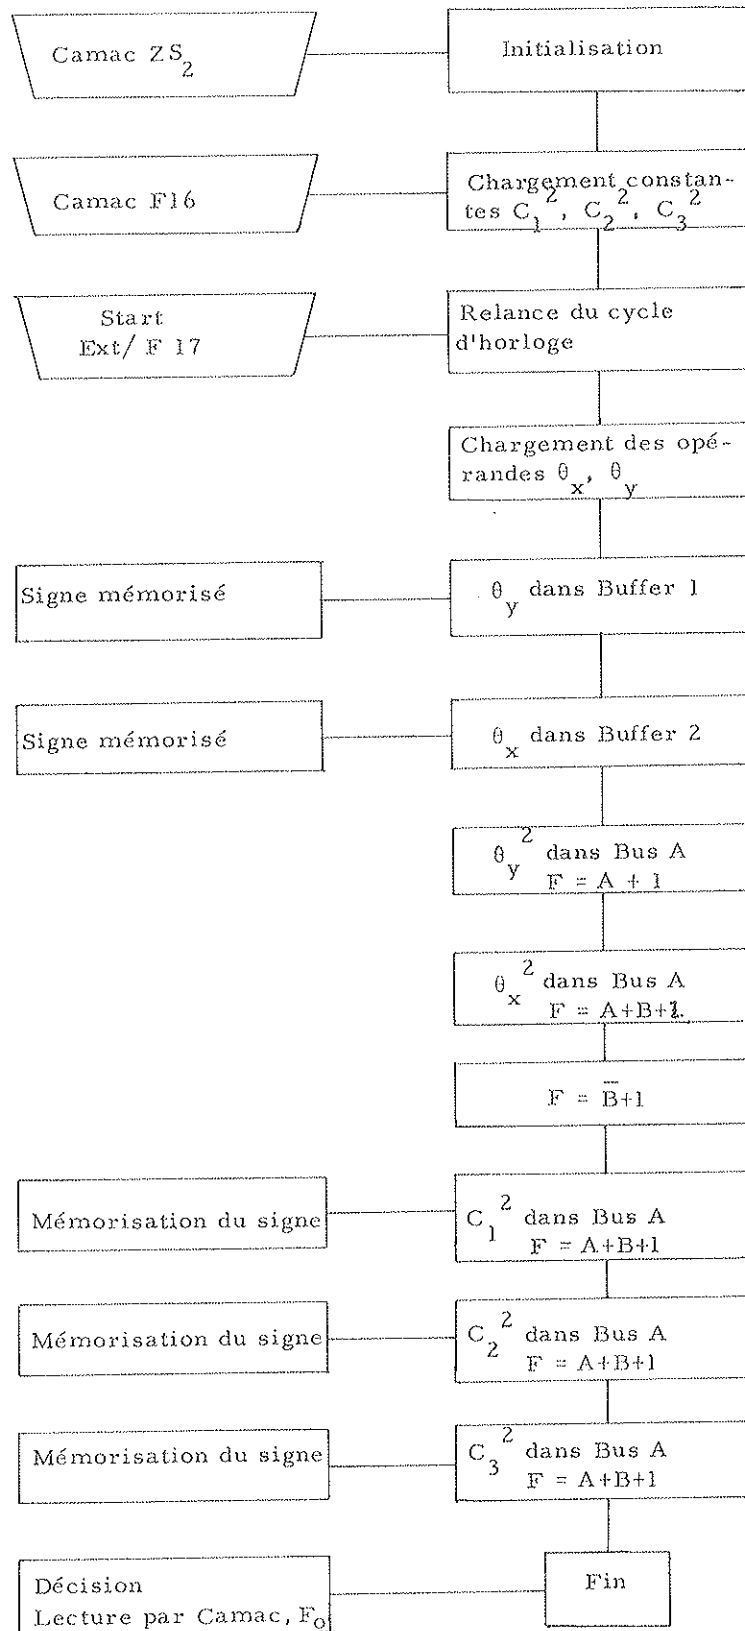 Camac ZS₂
Initialisation
Camac F16
Chargement constan-
tes C₁², C₂², C₃²
Start
Ext/ F 17
Relance du cycle
d'horloge
Chargement des opé-
randes θₓ, θ_y
Signe mémorisé
θ_y dans Buffer 1
Signe mémorisé
θₓ dans Buffer 2
θ_y² dans Bus A
F = A + 1
θₓ² dans Bus A
F = A+B+1.
F = B̅+1
Mémorisation du signe
C₁² dans Bus A
F = A+B+1
Mémorisation du signe
C₂² dans Bus A
F = A+B+1
Mémorisation du signe
C₃² dans Bus A
F = A+B+1
Décision
Lecture par Camac, F₀
Fin